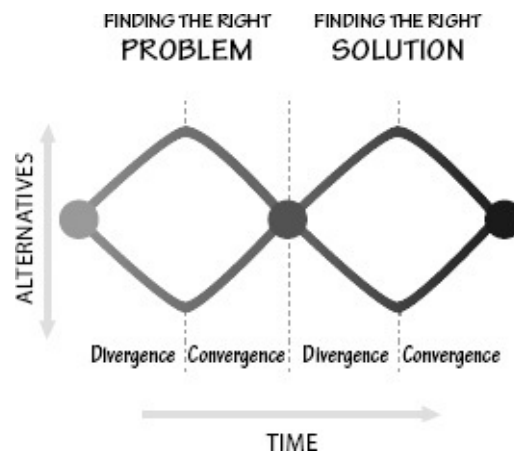 FINDING THE RIGHT
PROBLEM
FINDING THE RIGHT
SOLUTION
ALTERNATIVES
Divergence
Convergence
Divergence
Convergence
TIME